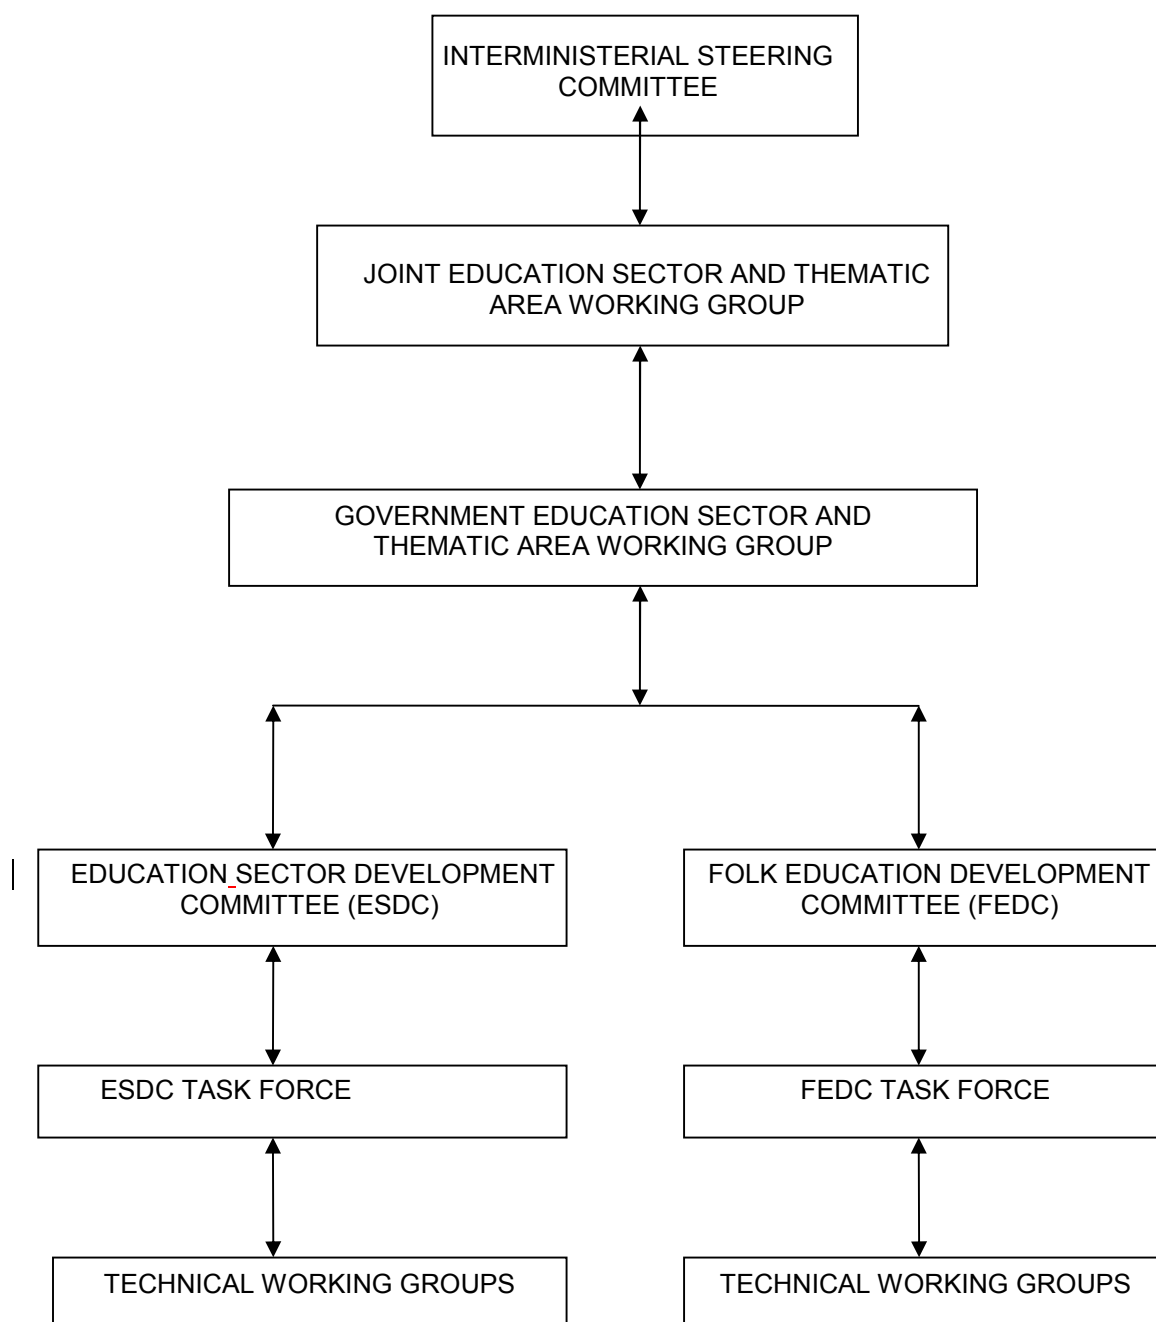 INTERMINISTERIAL STEERING
COMMITTEE
JOINT EDUCATION SECTOR AND THEMATIC
AREA WORKING GROUP
GOVERNMENT EDUCATION SECTOR AND
THEMATIC AREA WORKING GROUP
EDUCATION SECTOR DEVELOPMENT
COMMITTEE (ESDC)
FOLK EDUCATION DEVELOPMENT
COMMITTEE (FEDC)
ESDC TASK FORCE
FEDC TASK FORCE
TECHNICAL WORKING GROUPS
TECHNICAL WORKING GROUPS